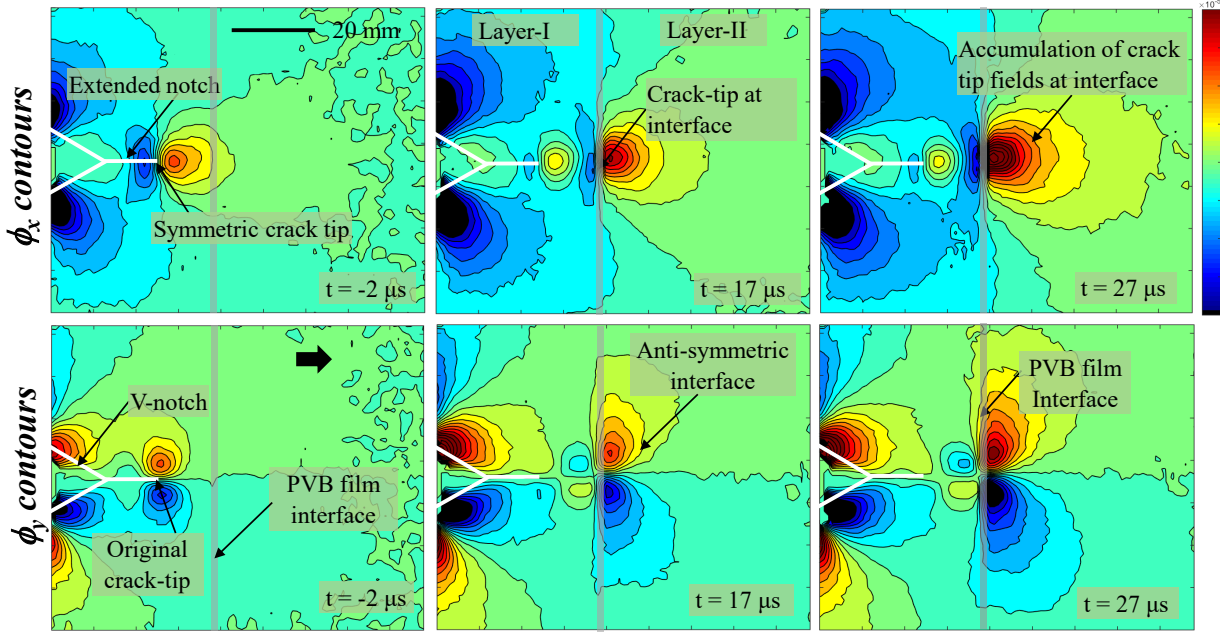 ϕx contours
20 mm
Extended notch
Symmetric crack tip
t = -2 μs
Layer-I
Layer-II
Crack-tip at
interface
t = 17 μs
Accumulation of crack
tip fields at interface
t = 27 μs
ϕy contours
V-notch
PVB film
interface
Original
crack-tip
t = -2 μs
Anti-symmetric
interface
t = 17 μs
PVB film
Interface
t = 27 μs